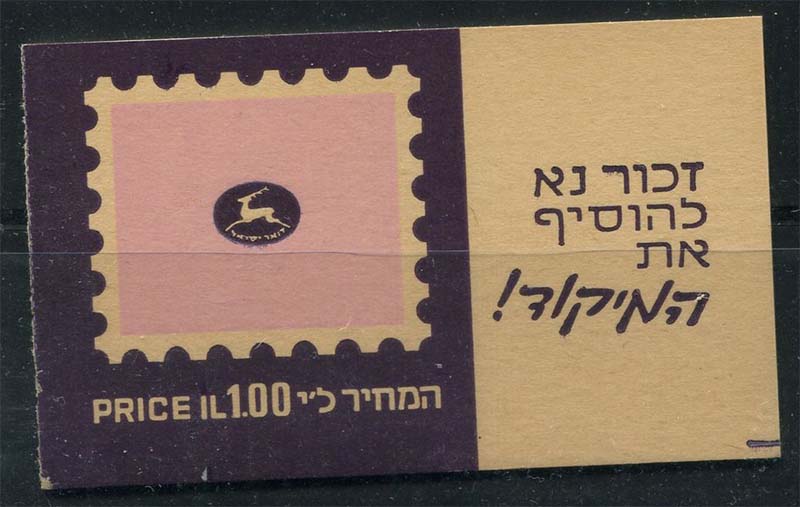 דואר ישראל
PRICE IL1.00 המחיר ל״י
זכור נא
להוסיף
את
המיקוד!